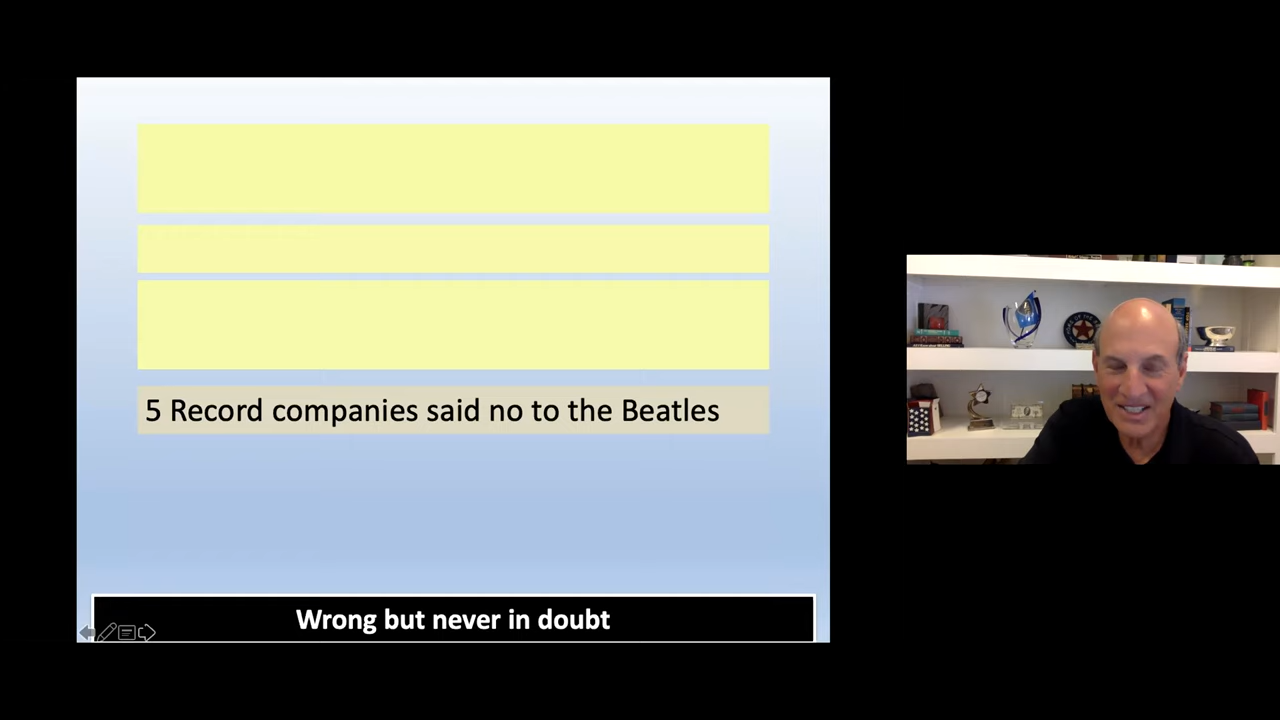 5 Record companies said no to the Beatles
Wrong but never in doubt